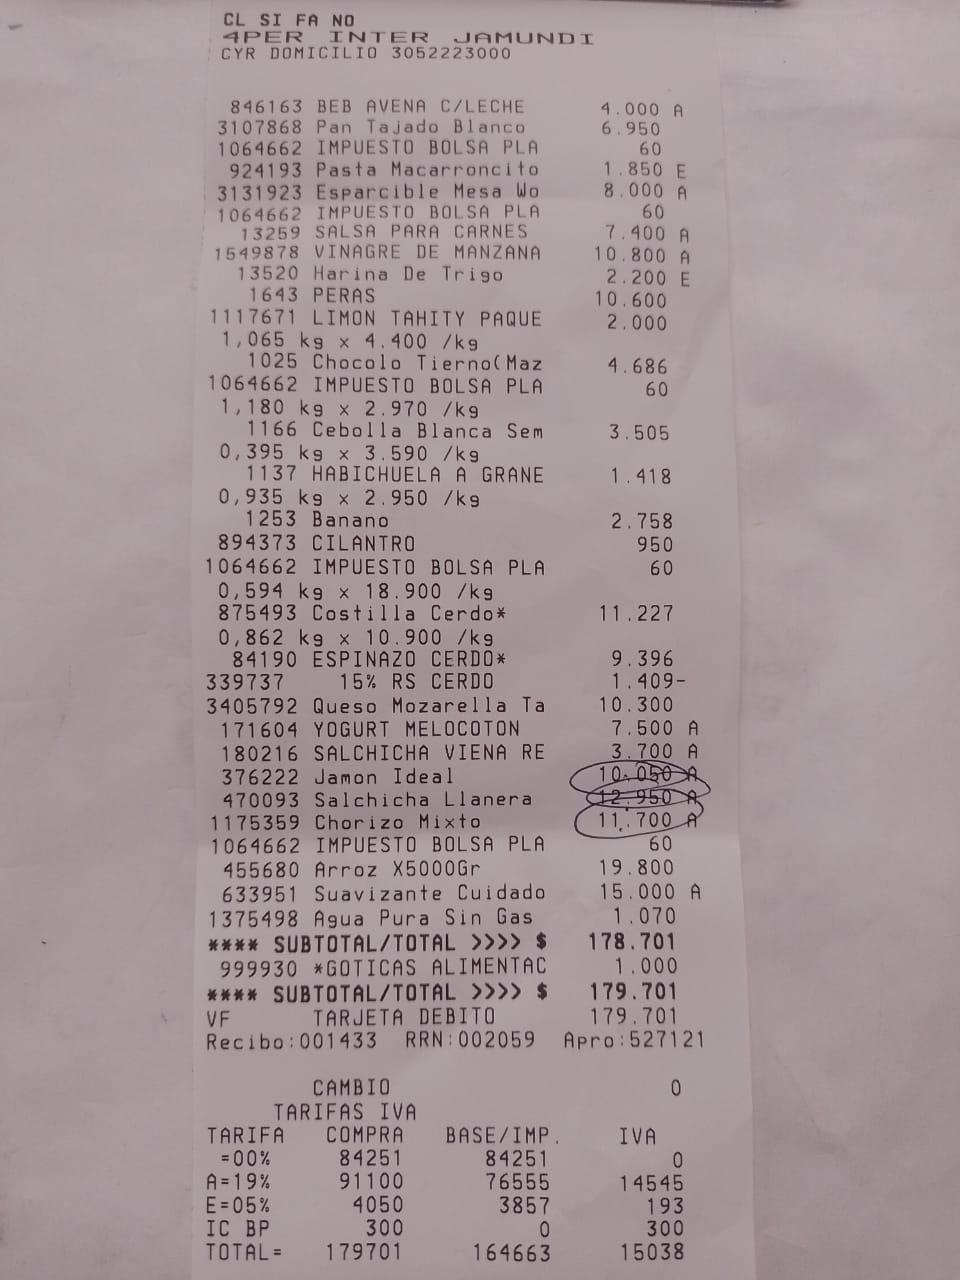 CL SI FA NO
4PER INTER JAMUNDI
CYR DOMICILIO 3052223000
846163 BEB AVENA C/LECHE 4.000 A
3107868 Pan Tajado Blanco 6.950
1064662 IMPUESTO BOLSA PLA 60
924193 Pasta Macarroncito 1.850 E
3131923 Esparcible Mesa Wo 8.000 A
1064662 IMPUESTO BOLSA PLA 60
13259 SALSA PARA CARNES 7.400 A
1549878 VINAGRE DE MANZANA 10.800 A
13520 Harina De Trigo 2.200 E
1643 PERAS 10.600
1117671 LIMON TAHITY PAQUE 2.000
1,065 kg x 4.400 /kg
1025 Chocolo Tierno(Maz 4.686
1064662 IMPUESTO BOLSA PLA 60
1,180 kg x 2.970 /kg
1166 Cebolla Blanca Sem 3.505
0,395 kg x 3.590 /kg
1137 HABICHUELA A GRANE 1.418
0,935 kg x 2.950 /kg
1253 Banano 2.758
894373 CILANTRO 950
1064662 IMPUESTO BOLSA PLA 60
0,594 kg x 18.900 /kg
875493 Costilla Cerdo* 11.227
0,862 kg x 10.900 /kg
84190 ESPINAZO CERDO* 9.396
339737 15% RS CERDO 1.409-
3405792 Queso Mozarella Ta 10.300
171604 YOGURT MELOCOTON 7.500 A
180216 SALCHICHA VIENA RE 3.700 A
376222 Jamon Ideal 10.050 A
470093 Salchicha Llanera 12.950 A
1175359 Chorizo Mixto 11.700 A
1064662 IMPUESTO BOLSA PLA 60
455680 Arroz X5000Gr 19.800
633951 Suavizante Cuidado 15.000 A
1375498 Agua Pura Sin Gas 1.070
**** SUBTOTAL/TOTAL >>>> $ 178.701
999930 *GOTICAS ALIMENTAC 1.000
**** SUBTOTAL/TOTAL >>>> $ 179.701
VF TARJETA DEBITO 179.701
Recibo:001433 RRN:002059 Apro:527121
CAMBIO 0
TARIFAS IVA
TARIFA COMPRA BASE/IMP. IVA
=00% 84251 84251 0
A=19% 91100 76555 14545
E=05% 4050 3857 193
IC BP 300 0 300
TOTAL= 179701 164663 15038